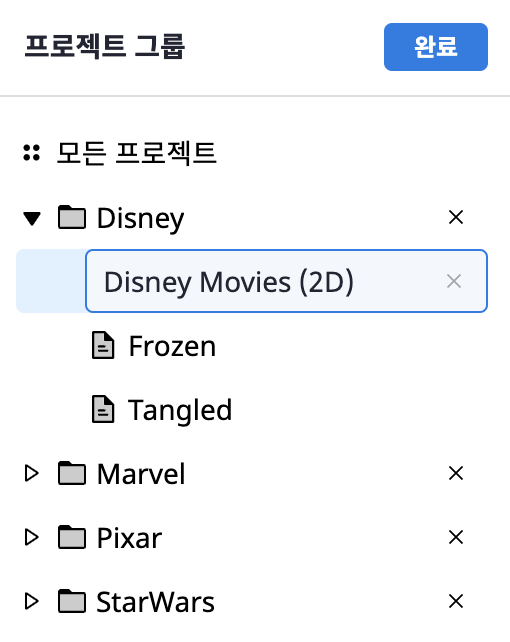 프로젝트 그룹
완료
모든 프로젝트
Disney
Disney Movies (2D)
Frozen
Tangled
Marvel
Pixar
StarWars